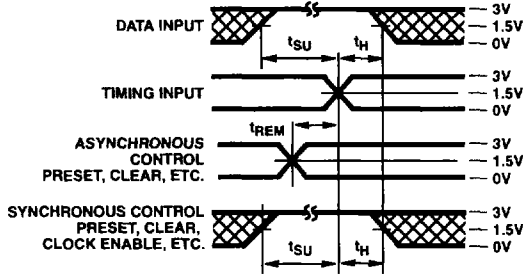 3V
DATA INPUT
1.5V
0V
tSU
tH
3V
TIMING INPUT
1.5V
0V
tREM
ASYNCHRONOUS
CONTROL
PRESET, CLEAR, ETC.
3V
1.5V
0V
SYNCHRONOUS CONTROL
PRESET, CLEAR,
CLOCK ENABLE, ETC.
3V
1.5V
0V
tSU
tH